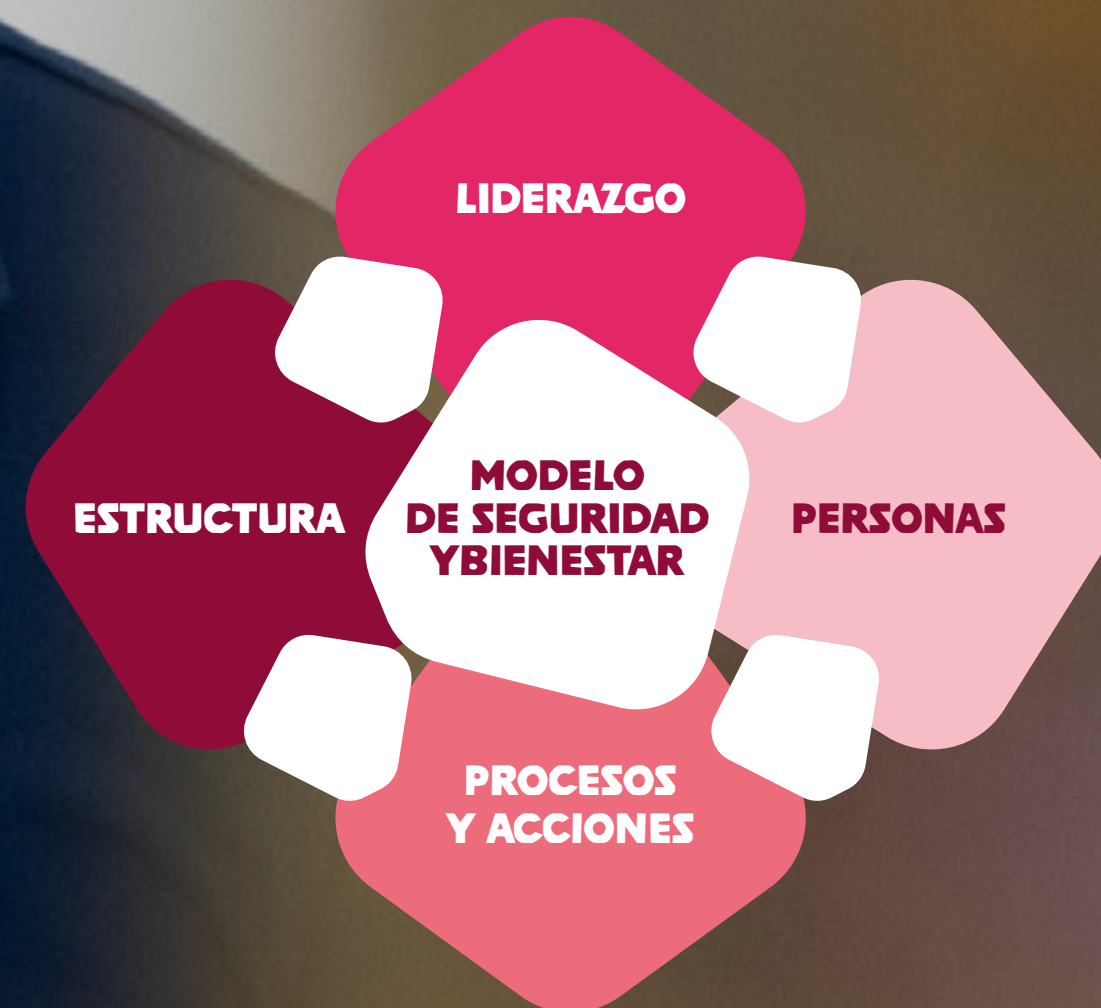 LIDERAZGO
ESTRUCTURA
MODELO
DE SEGURIDAD
YBIENESTAR
PERSONAS
PROCESOS
Y ACCIONES